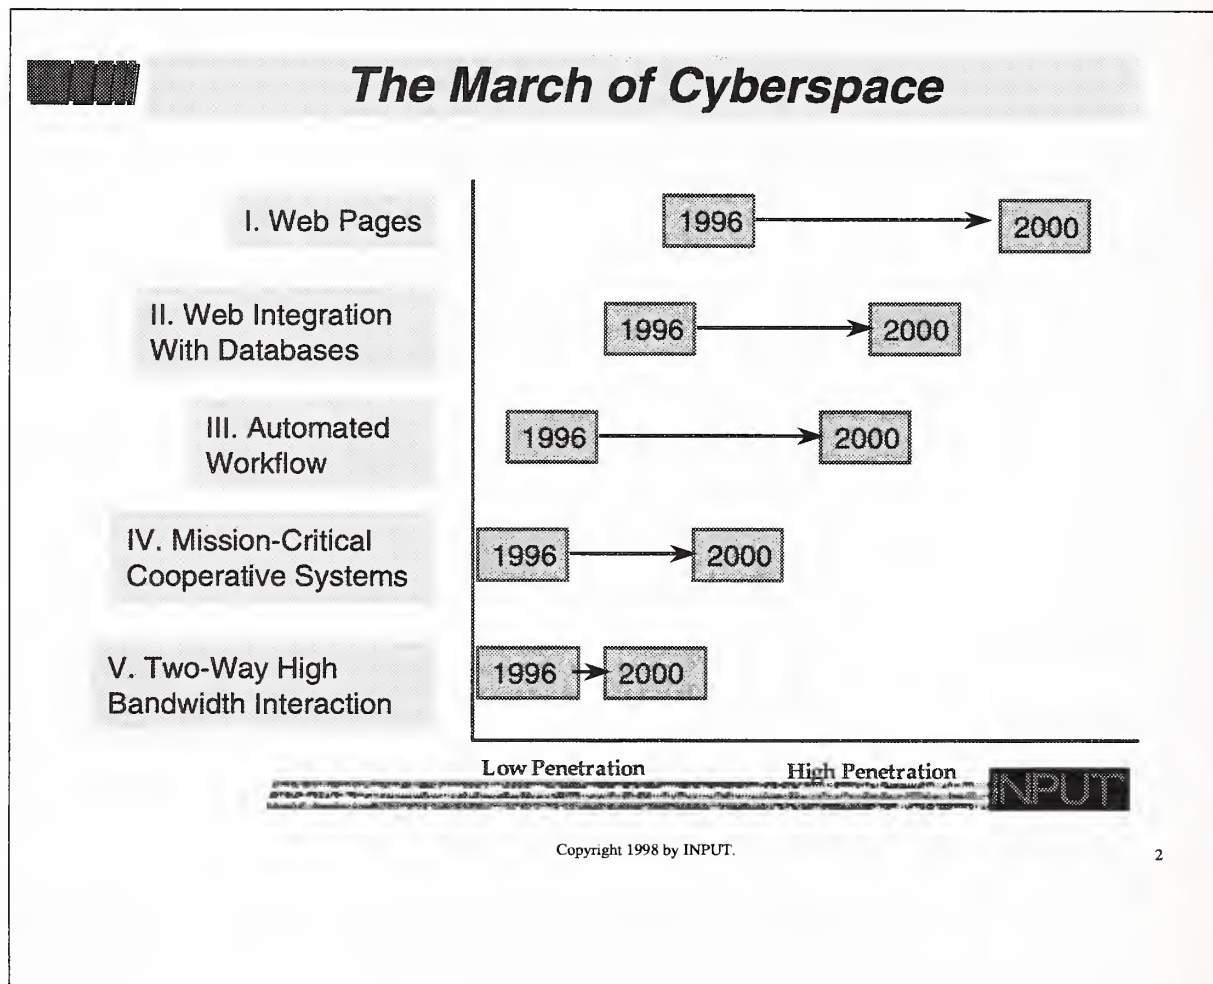 The March of Cyberspace
I. Web Pages
1996
2000
II. Web Integration
With Databases
1996
2000
III. Automated
Workflow
1996
2000
IV. Mission-Critical
Cooperative Systems
1996
2000
V. Two-Way High
Bandwidth Interaction
1996
2000
Low Penetration
High Penetration
INPUT
Copyright 1998 by INPUT.
2